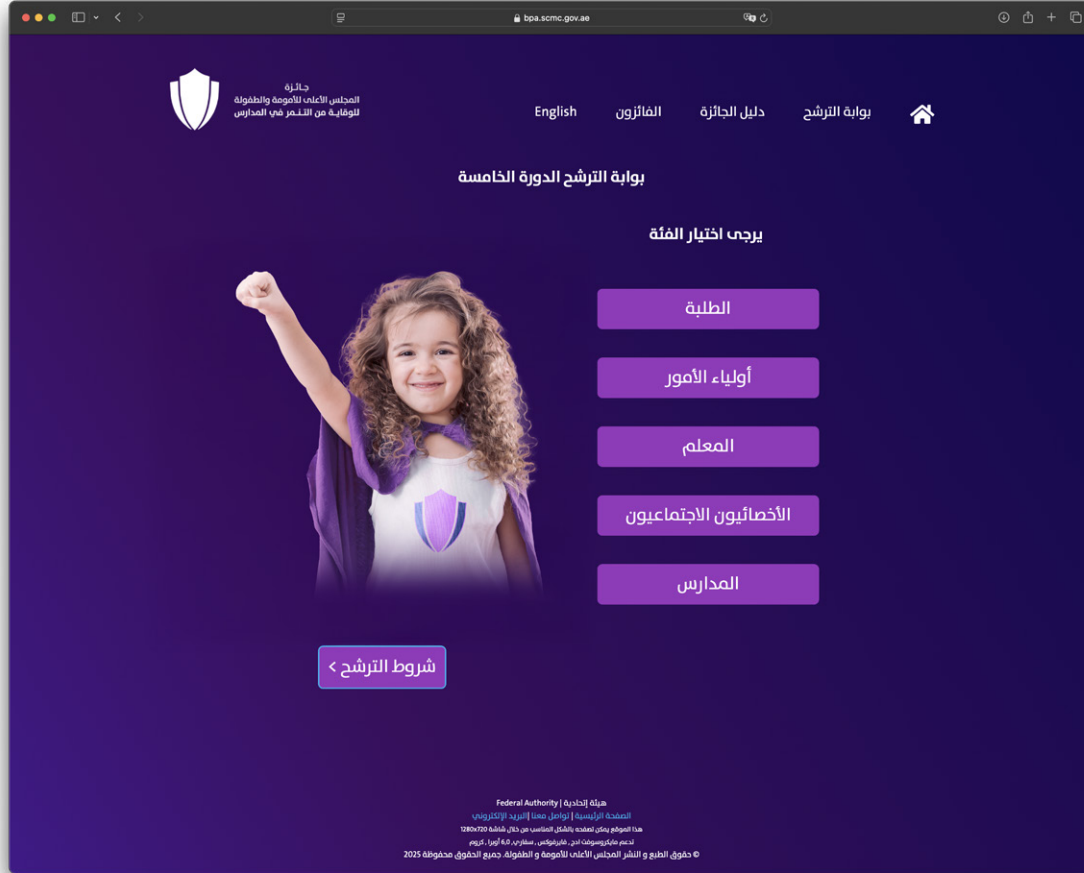 bpa.scmc.gov.ae
جـائـزة
المجلس الأعلى للأمومة والطفولة
للوقايـة من التـنـمر في المدارس
بوابة الترشح
دليل الجائزة
الفائزون
English
بوابة الترشح الدورة الخامسة
يرجى اختيار الفئة
الطلبة
أولياء الأمور
المعلم
الأخصائيون الاجتماعيون
المدارس
شروط الترشح >
هيئة إتحادية | Federal Authority
الصفحة الرئيسية | تواصل معنا |البريد الإلكتروني
هذا الموقع يمكن تصفحه بالشكل المناسب من خلال شاشة 1280x720
تدعم مايكروسوفت ادج , فايرفوكس , سفاري 6,0, أوبرا , كروم
© حقوق الطبع و النشر المجلس الأعلى للأمومة و الطفولة. جميع الحقوق محفوظة 2025